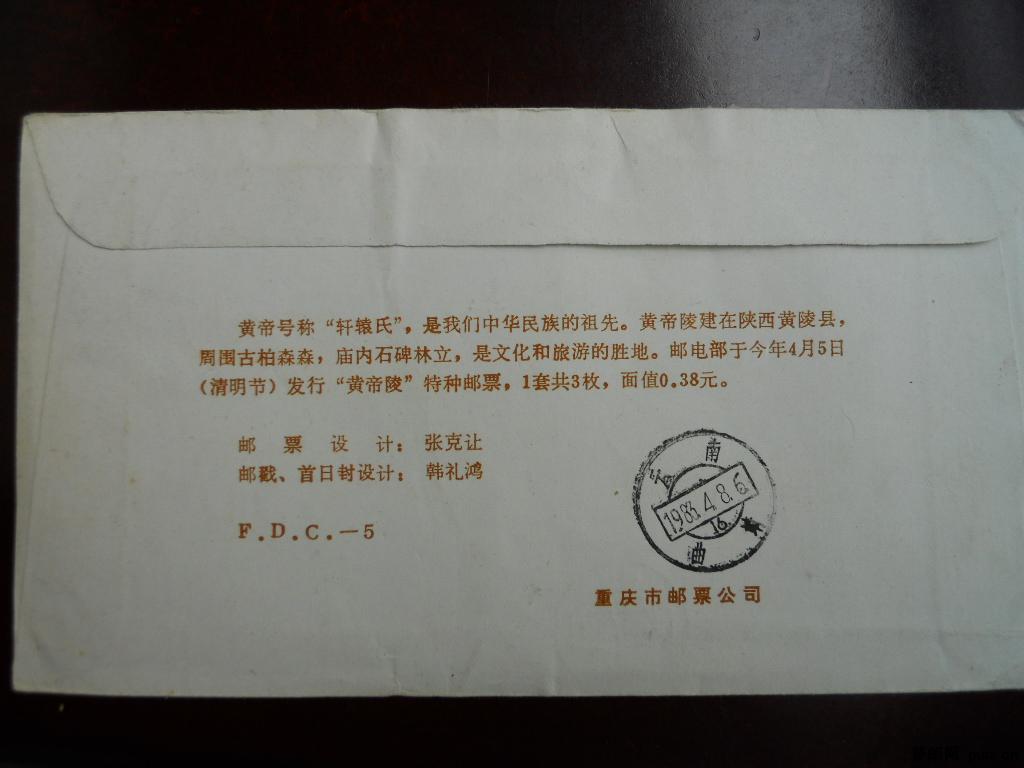 黄帝号称“轩辕氏”，是我们中华民族的祖先。黄帝陵建在陕西黄陵县，
周围古柏森森，庙内石碑林立，是文化和旅游的胜地。邮电部于今年4月5日
（清明节）发行“黄帝陵”特种邮票，1套共3枚，面值0.38元。
邮票设计：张克让
邮戳、首日封设计：韩礼鸿
F.D.C.—5
南
1983.4.8.6
16
曲
重庆市邮票公司